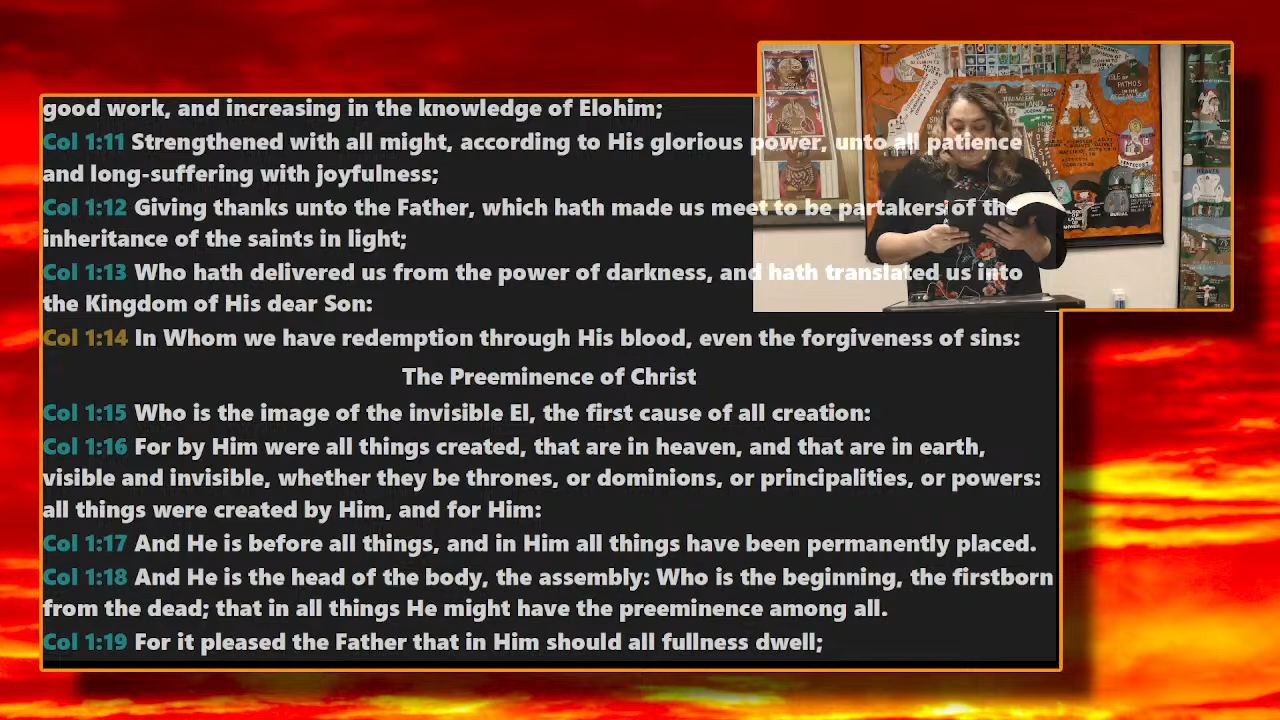 good work, and increasing in the knowledge of Elohim;
Col 1:11 Strengthened with all might, according to His glorious power, unto all patience
and long-suffering with joyfulness;
Col 1:12 Giving thanks unto the Father, which hath made us meet to be partakers of the
inheritance of the saints in light;
Col 1:13 Who hath delivered us from the power of darkness, and hath translated us into
the Kingdom of His dear Son:
Col 1:14 In Whom we have redemption through His blood, even the forgiveness of sins:
The Preeminence of Christ
Col 1:15 Who is the image of the invisible El, the first cause of all creation:
Col 1:16 For by Him were all things created, that are in heaven, and that are in earth,
visible and invisible, whether they be thrones, or dominions, or principalities, or powers:
all things were created by Him, and for Him:
Col 1:17 And He is before all things, and in Him all things have been permanently placed.
Col 1:18 And He is the head of the body, the assembly: Who is the beginning, the firstborn
from the dead; that in all things He might have the preeminence among all.
Col 1:19 For it pleased the Father that in Him should all fullness dwell;
ISLE OF
PATMOS
PENTECOST
HEAVEN
BURIAL